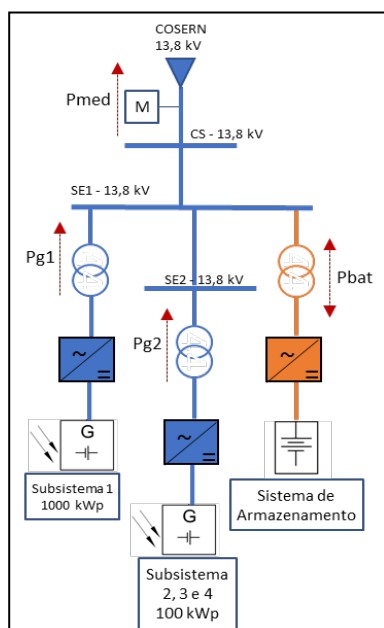 COSERN
13,8 kV
Pmed
M
CS - 13,8 kV
SE1 - 13,8 kV
Pg1
SE2 - 13,8 kV
Pbat
Pg2
~
=
~
=
G
Subsistema 1
1000 kWp
~
=
Sistema de
Armazenamento
G
Subsistema
2, 3 e 4
100 kWp